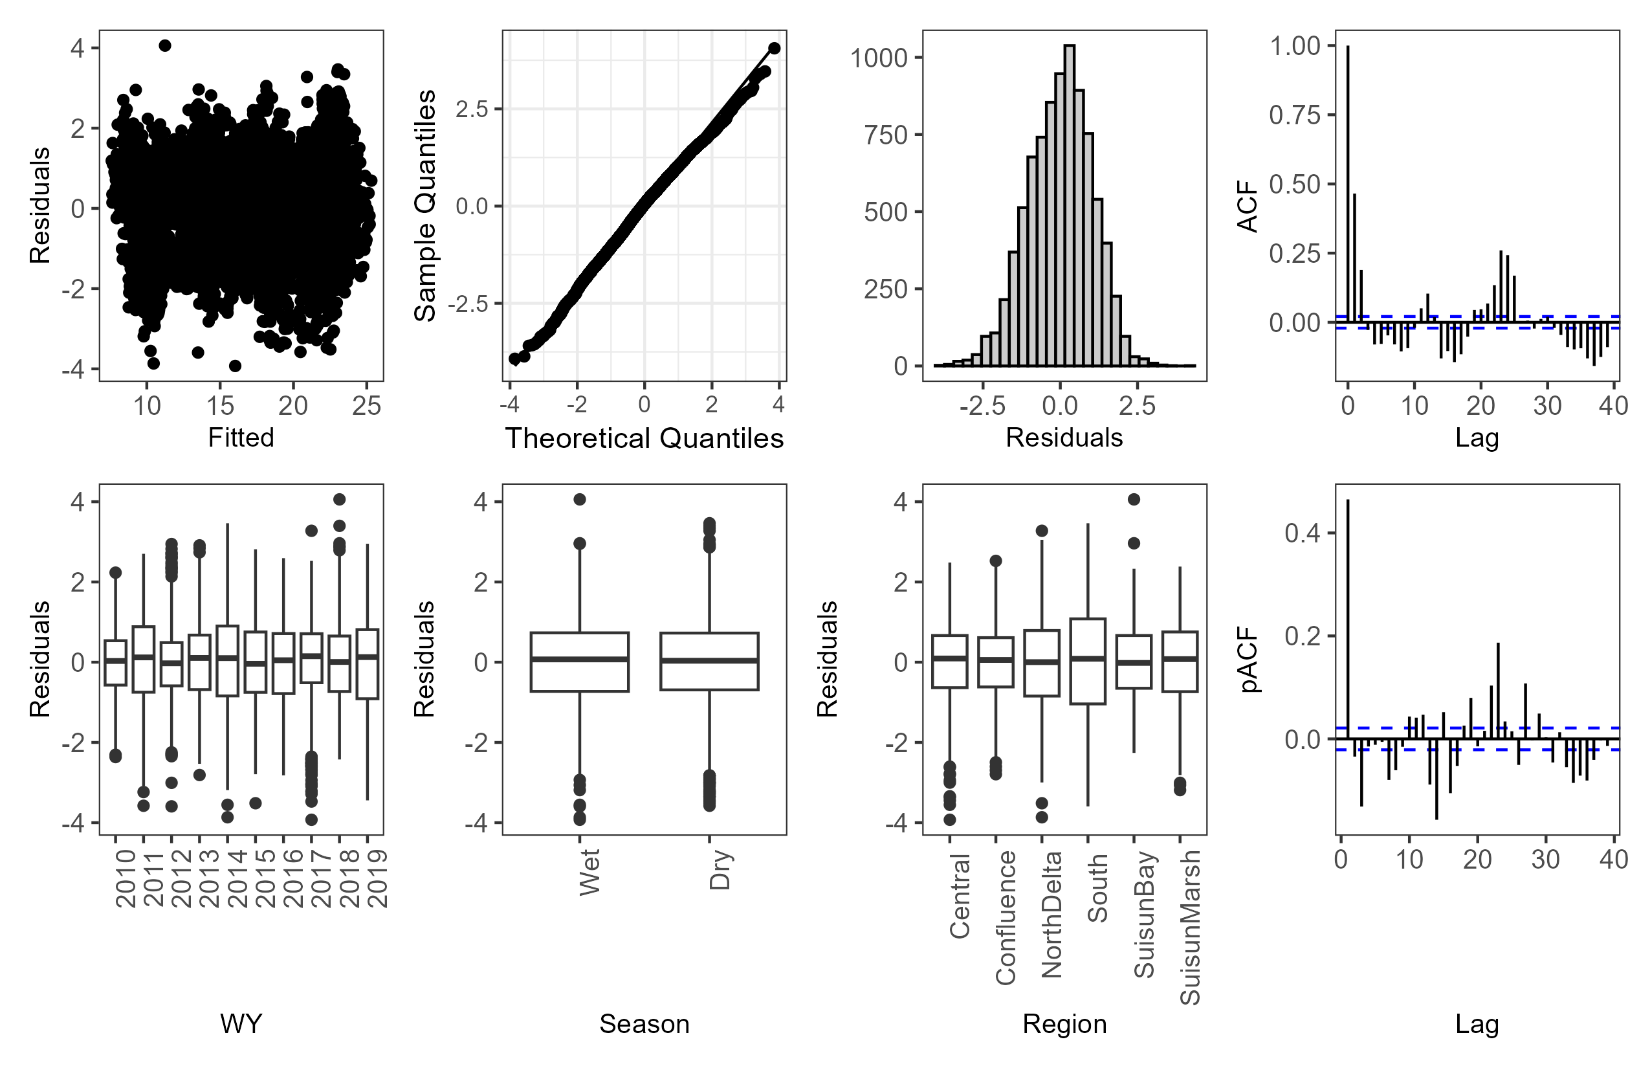 Residuals
4
2
0
-2
-4
10 15 20 25
Fitted
Sample Quantiles
2.5
0.0
-2.5
-4 -2 0 2 4
Theoretical Quantiles
1000
750
500
250
0
-2.5 0.0 2.5
Residuals
ACF
1.00
0.75
0.50
0.25
0.00
0 10 20 30 40
Lag
Residuals
4
2
0
-2
-4
2010
2011
2012
2013
2014
2015
2016
2017
2018
2019
WY
Residuals
4
2
0
-2
-4
Wet
Dry
Season
Residuals
4
2
0
-2
-4
Central
Confluence
NorthDelta
South
SuisunBay
SuisunMarsh
Region
pACF
0.4
0.2
0.0
0 10 20 30 40
Lag